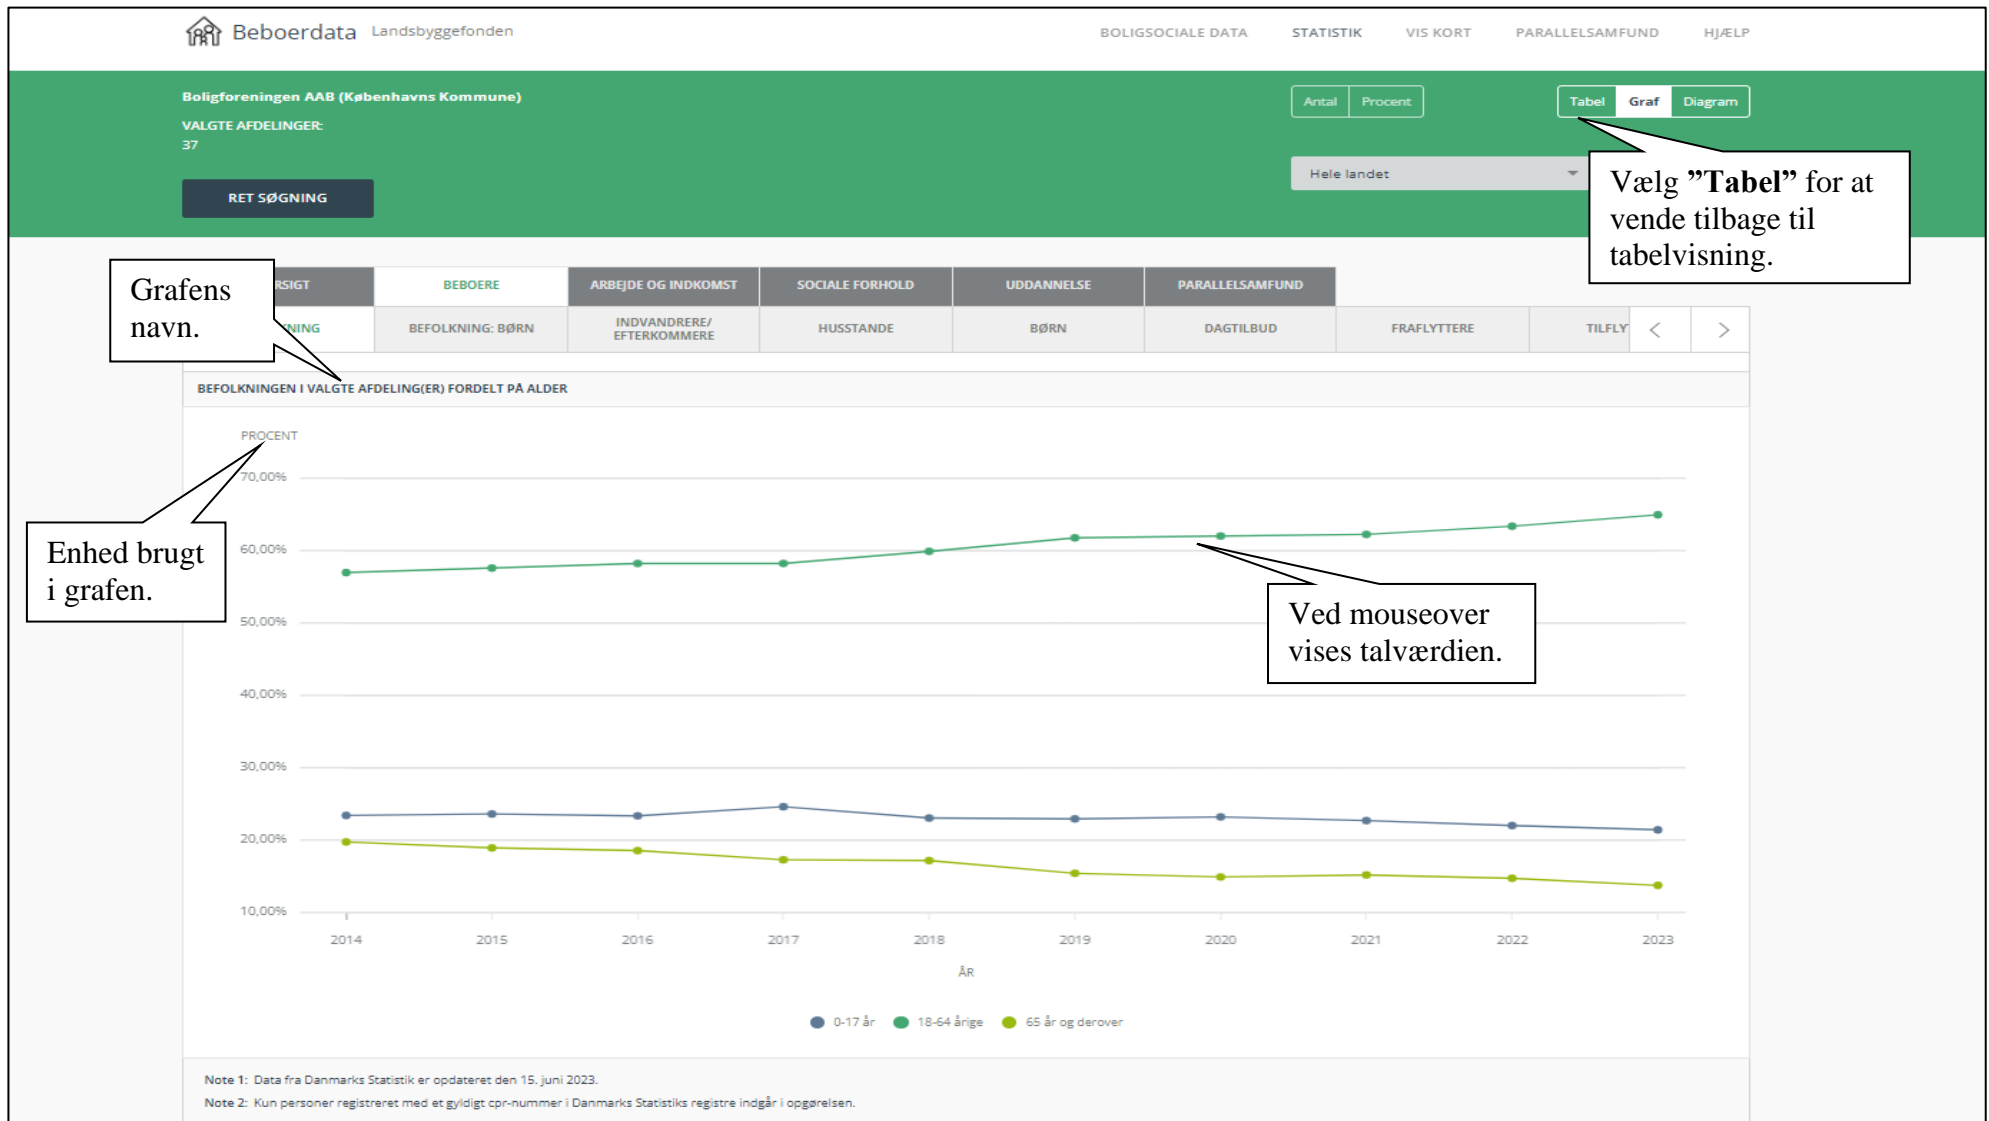 Beboerdata Landsbyggefonden
BOLIGSOCIALE DATA STATISTIK VIS KORT PARALLELSAMFUND HJÆLP
Boligforeningen AAB (Københavns Kommune)
VALGTE AFDELINGER:
37
RET SØGNING
Antal Procent
Tabel Graf Diagram
Hele landet
Vælg ”Tabel” for at
vende tilbage til
tabelvisning.
Grafens
navn.
BEBOERE ARBEJDE OG INDKOMST SOCIALE FORHOLD UDDANNELSE PARALLELSAMFUND
BEFOLKNING: BØRN INDVANDRERE/ HUSSTANDE BØRN DAGTILBUD FRAFLYTTERE TILFLY
EFTERKOMMERE
BEFOLKNINGEN I VALGTE AFDELING(ER) FORDELT PÅ ALDER
PROCENT
70,00%
60,00%
50,00%
40,00%
30,00%
20,00%
10,00%
Enhed brugt
i grafen.
Ved mouseover
vises talværdien.
2014 2015 2016 2017 2018 2019 2020 2021 2022 2023
ÅR
0-17 år 18-64 årige 65 år og derover
Note 1: Data fra Danmarks Statistik er opdateret den 15. juni 2023.
Note 2: Kun personer registreret med et gyldigt cpr-nummer i Danmarks Statistiks registre indgår i opgørelsen.